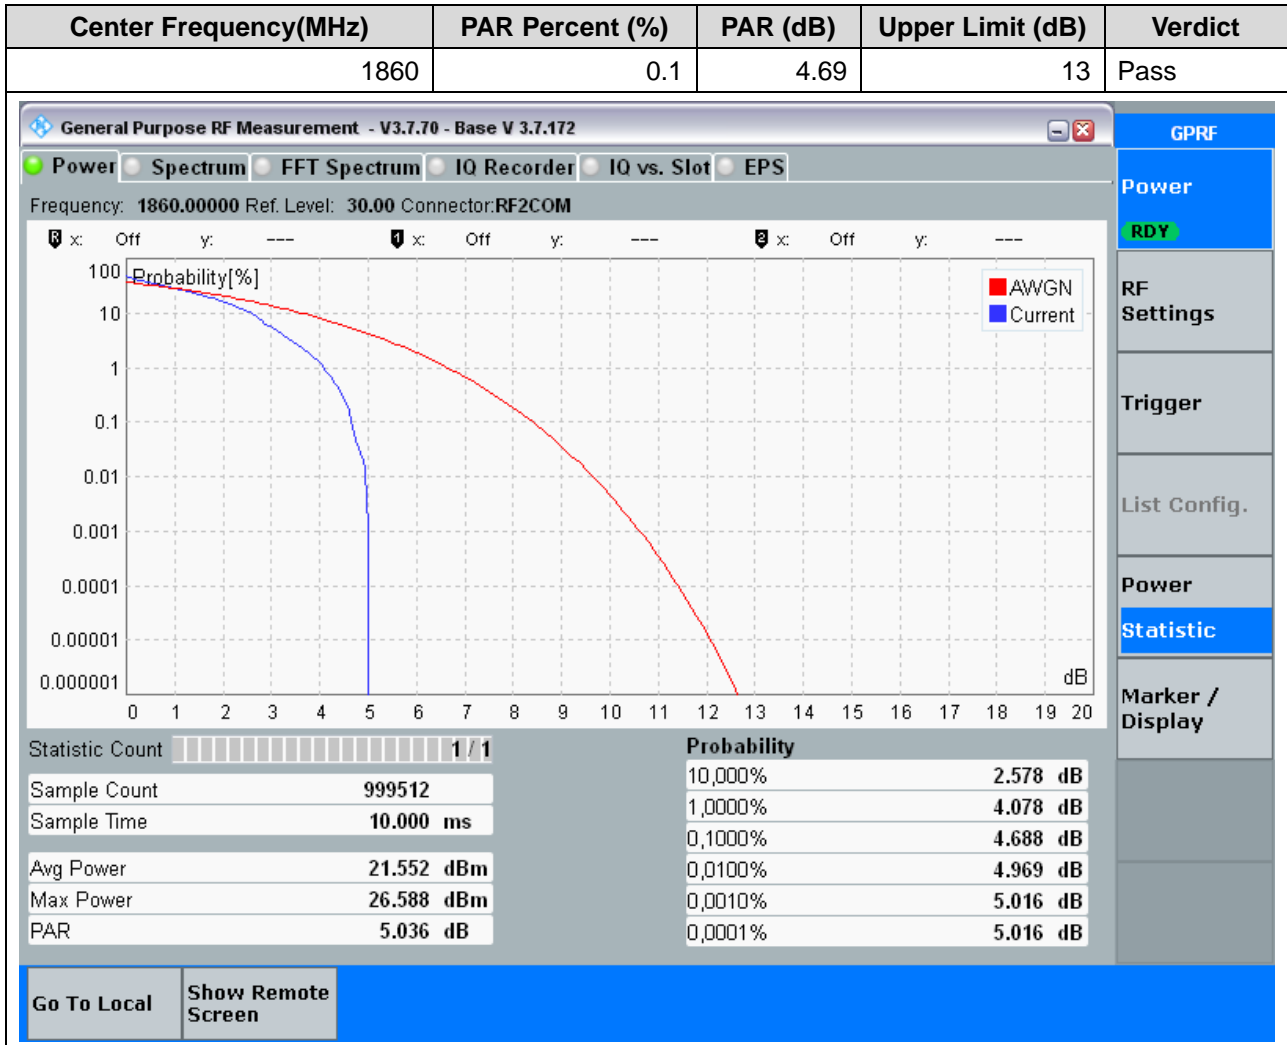 Center Frequency(MHz) PAR Percent (%) PAR (dB) Upper Limit (dB) Verdict
1860 0.1 4.69 13 Pass
General Purpose RF Measurement - V3.7.70 - Base V 3.7.172
GPRF
Power Spectrum FFT Spectrum IQ Recorder IQ vs. Slot EPS
Power
RDY
Frequency: 1860.00000 Ref. Level: 30.00 Connector:RF2COM
R x: Off y: --- 1 x: Off y: --- 2 x: Off y: ---
Probability[%]
AWGN
Current
100
10
1
0.1
0.01
0.001
0.0001
0.00001
0.000001
dB
0 1 2 3 4 5 6 7 8 9 10 11 12 13 14 15 16 17 18 19 20
RF
Settings
Trigger
List Config.
Power
Statistic
Marker /
Display
Statistic Count 1 / 1
Sample Count 999512
Sample Time 10.000 ms
Avg Power 21.552 dBm
Max Power 26.588 dBm
PAR 5.036 dB
Probability
10,000% 2.578 dB
1,0000% 4.078 dB
0,1000% 4.688 dB
0,0100% 4.969 dB
0,0010% 5.016 dB
0,0001% 5.016 dB
Go To Local
Show Remote
Screen